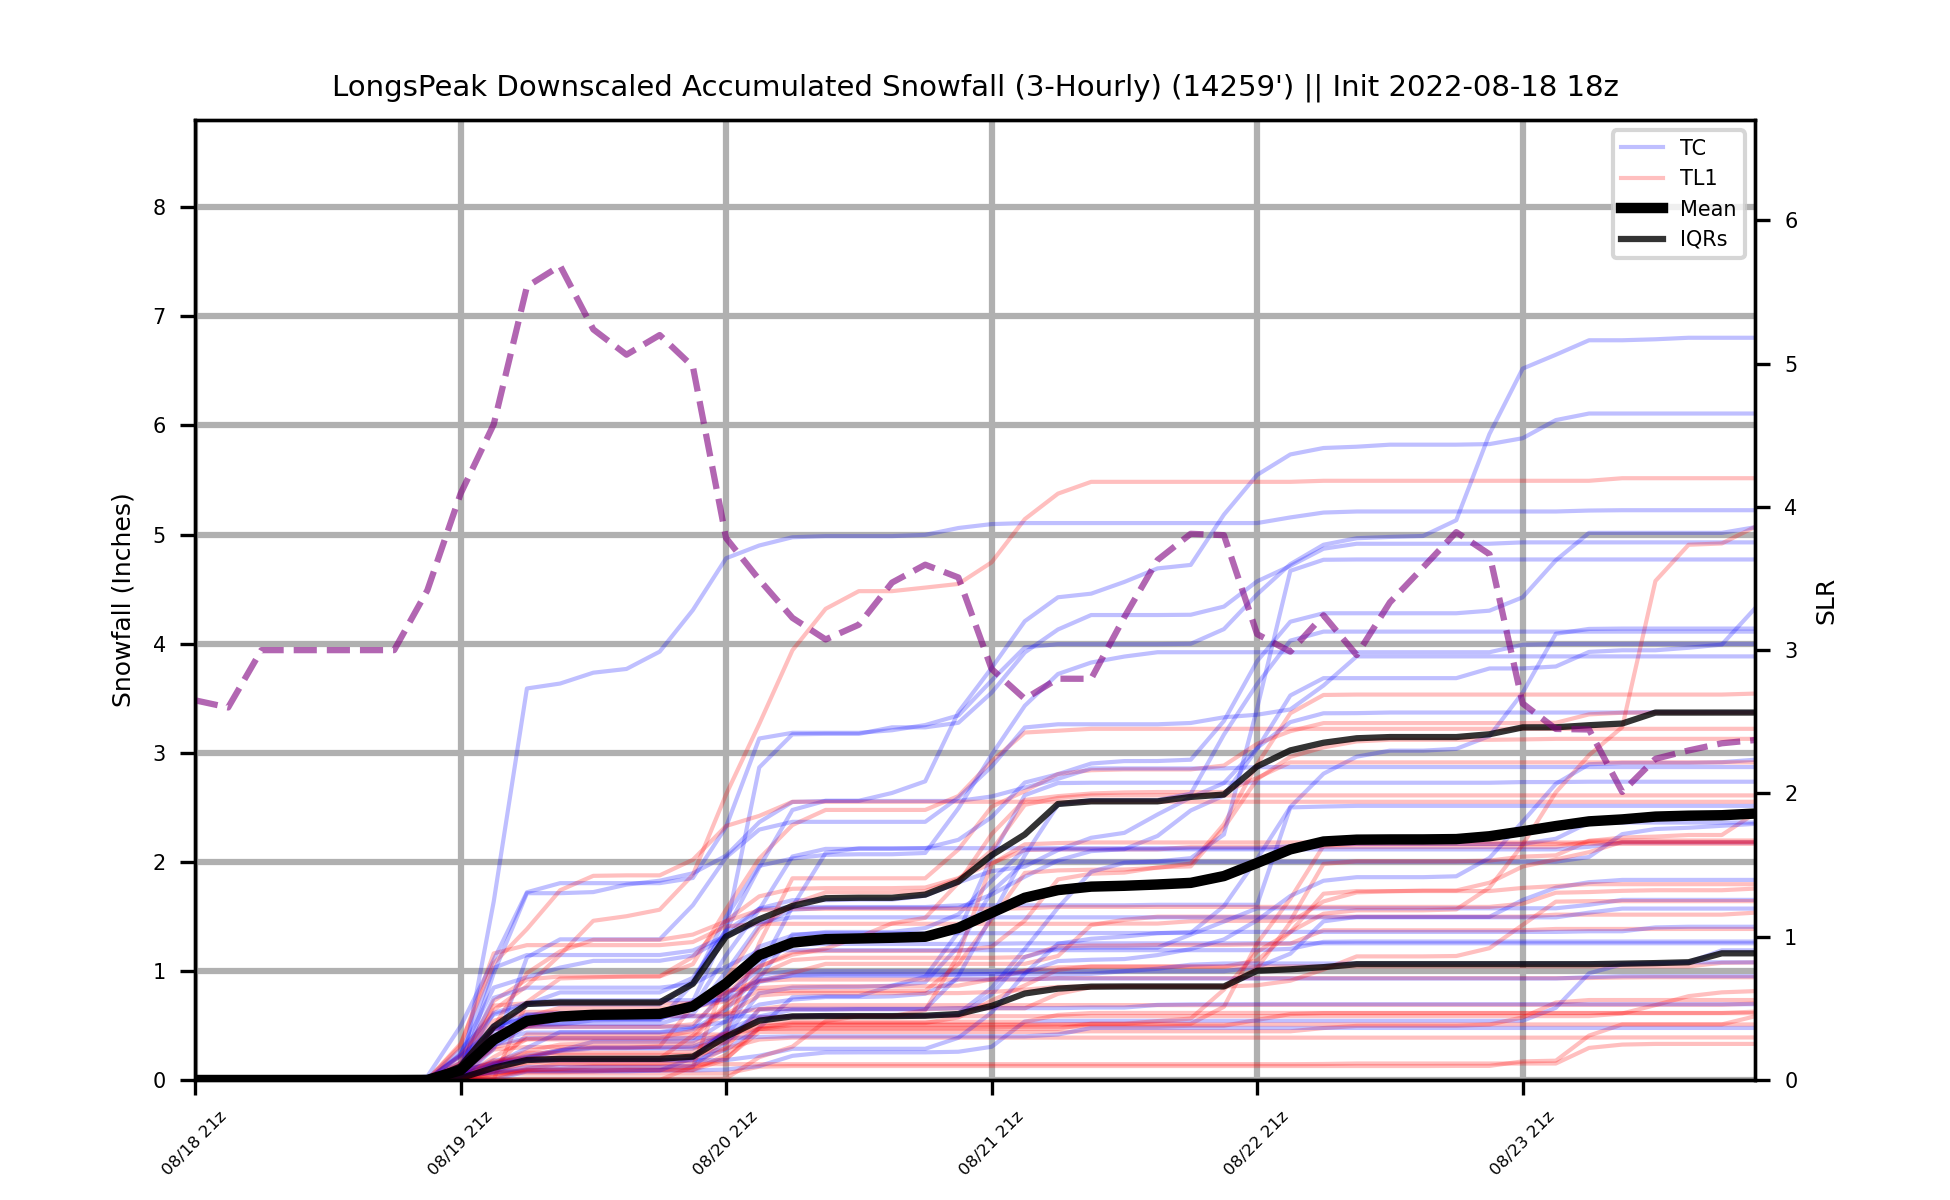 LongsPeak Downscaled Accumulated Snowfall (3-Hourly) (14259') || Init 2022-08-18 18z
TC
TL1
Mean
IQRs
8
7
6
5
4
3
2
1
0
Snowfall (Inches)
6
5
4
3
2
1
0
SLR
08/18 21z
08/19 21z
08/20 21z
08/21 21z
08/22 21z
08/23 21z